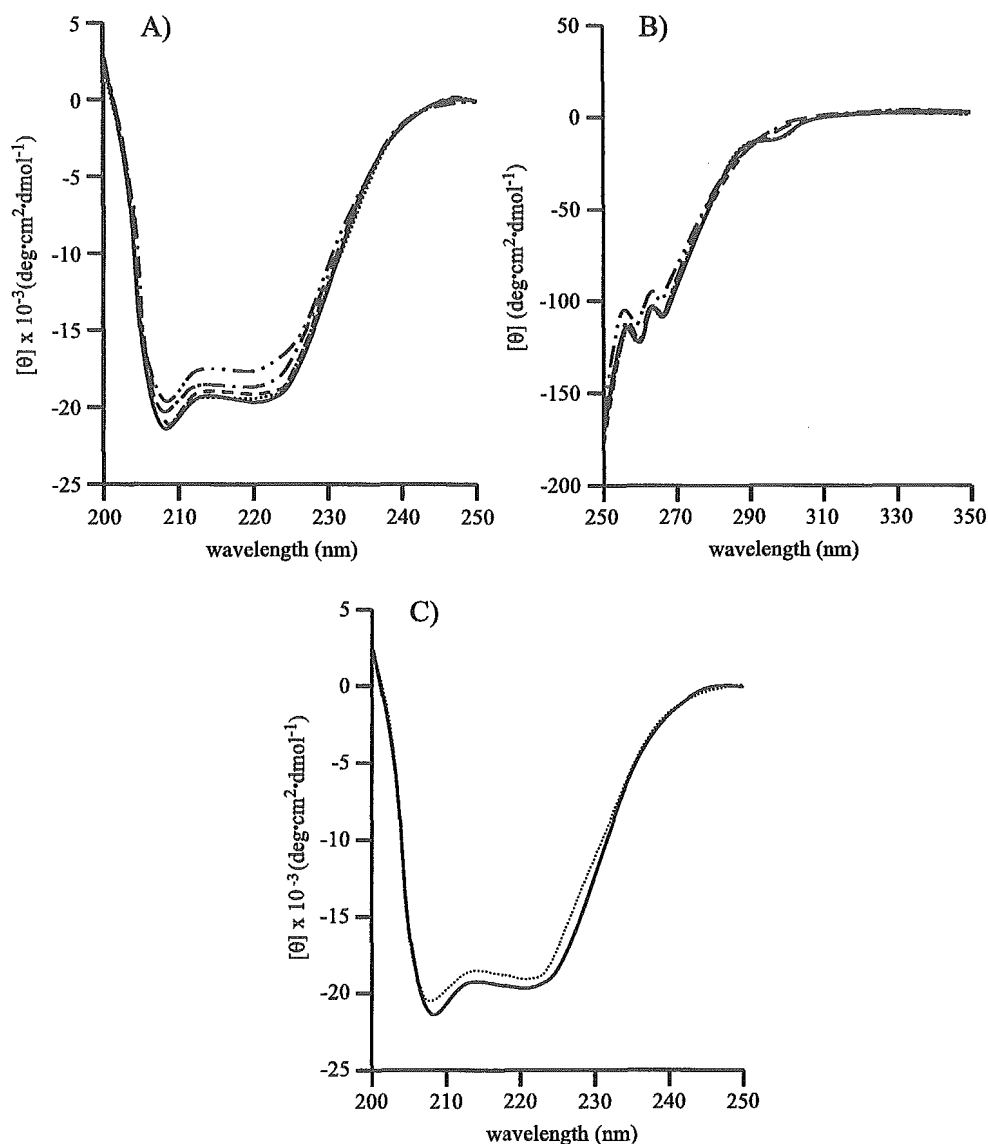 A)
5
0
-5
-10
-15
-20
-25
[θ] x 10-3(deg·cm2·dmol-1)
200 210 220 230 240 250
wavelength (nm)
B)
50
0
-50
-100
-150
-200
[θ] (deg·cm2·dmol-1)
250 270 290 310 330 350
wavelength (nm)
C)
5
0
-5
-10
-15
-20
-25
[θ] x 10-3(deg·cm2·dmol-1)
200 210 220 230 240 250
wavelength (nm)